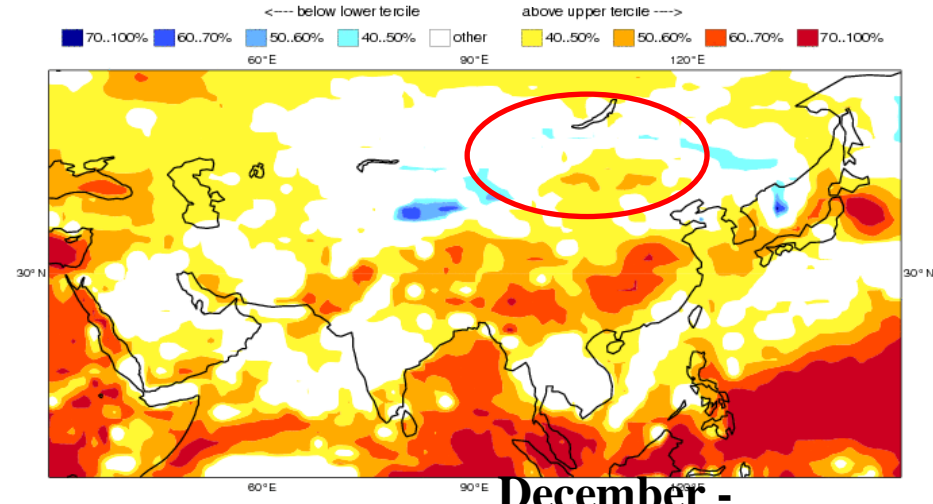 <---- below lower tercile above upper tercile ---->
70..100% 60..70% 50..60% 40..50% other 40..50% 50..60% 60..70% 70..100%
60°E 90°E 120°E
30°N 30°N
60°E 90°E 120°E
December -